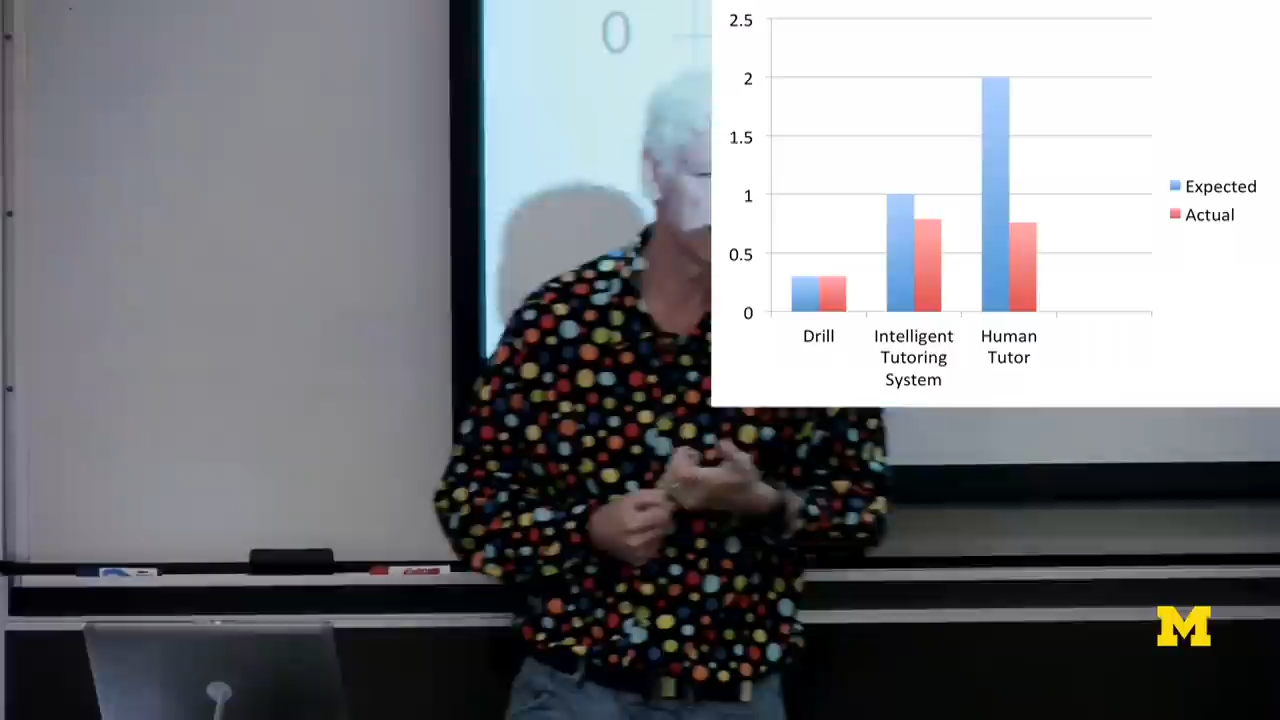 0
2.5
2
1.5
1
0.5
0
Expected
Actual
Drill
Intelligent
Tutoring
System
Human
Tutor
M